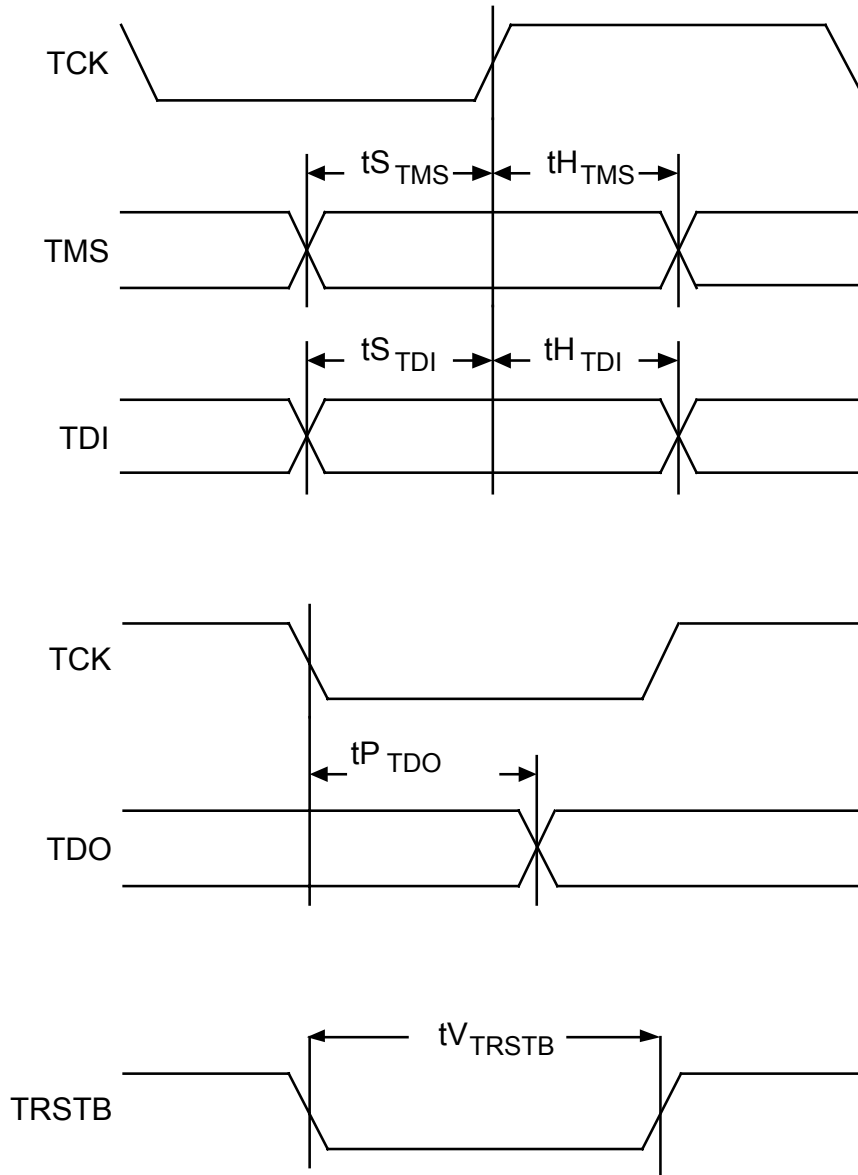 TCK
tS TMS tH TMS
TMS
tS TDI tH TDI
TDI
TCK
tP TDO
TDO
tV TRSTB
TRSTB